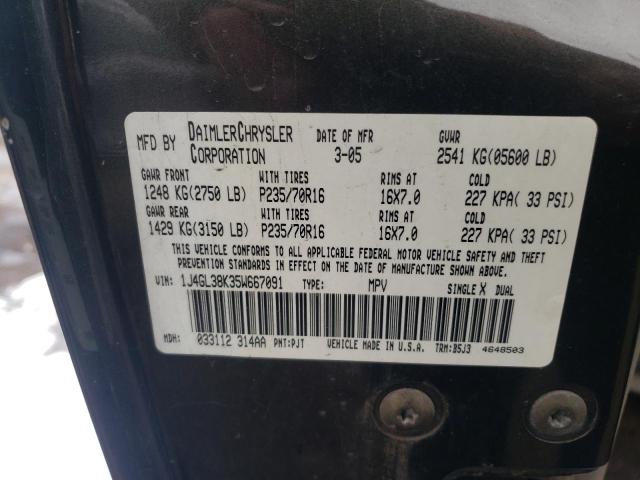 MFD BY DAIMLERCHRYSLER CORPORATION DATE OF MFR 3-05 GVWR 2541 KG(05600 LB)
GAWR FRONT WITH TIRES RIMS AT COLD
1248 KG(2750 LB) P235/70R16 16X7.0 227 KPA( 33 PSI)
GAWR REAR WITH TIRES RIMS AT COLD
1429 KG(3150 LB) P235/70R16 16X7.0 227 KPA( 33 PSI)
THIS VEHICLE CONFORMS TO ALL APPLICABLE FEDERAL MOTOR VEHICLE SAFETY AND THEFT
PREVENTION STANDARDS IN EFFECT ON THE DATE OF MANUFACTURE SHOWN ABOVE.
VIN: 1J4GL38K35W667091 TYPE: MPV SINGLE X DUAL
MDH: 033112 314AA PNT:PJT VEHICLE MADE IN U.S.A. TRM:B5J3 4648503